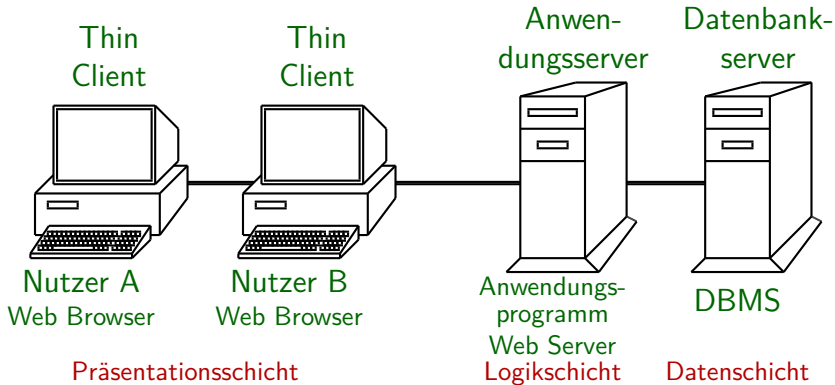 Thin
Client
Thin
Client
Anwen-
dungsserver
Datenbank-
server
Nutzer A
Web Browser
Nutzer B
Web Browser
Anwendungs-
programm
Web Server
DBMS
Präsentationsschicht
Logikschicht
Datenschicht